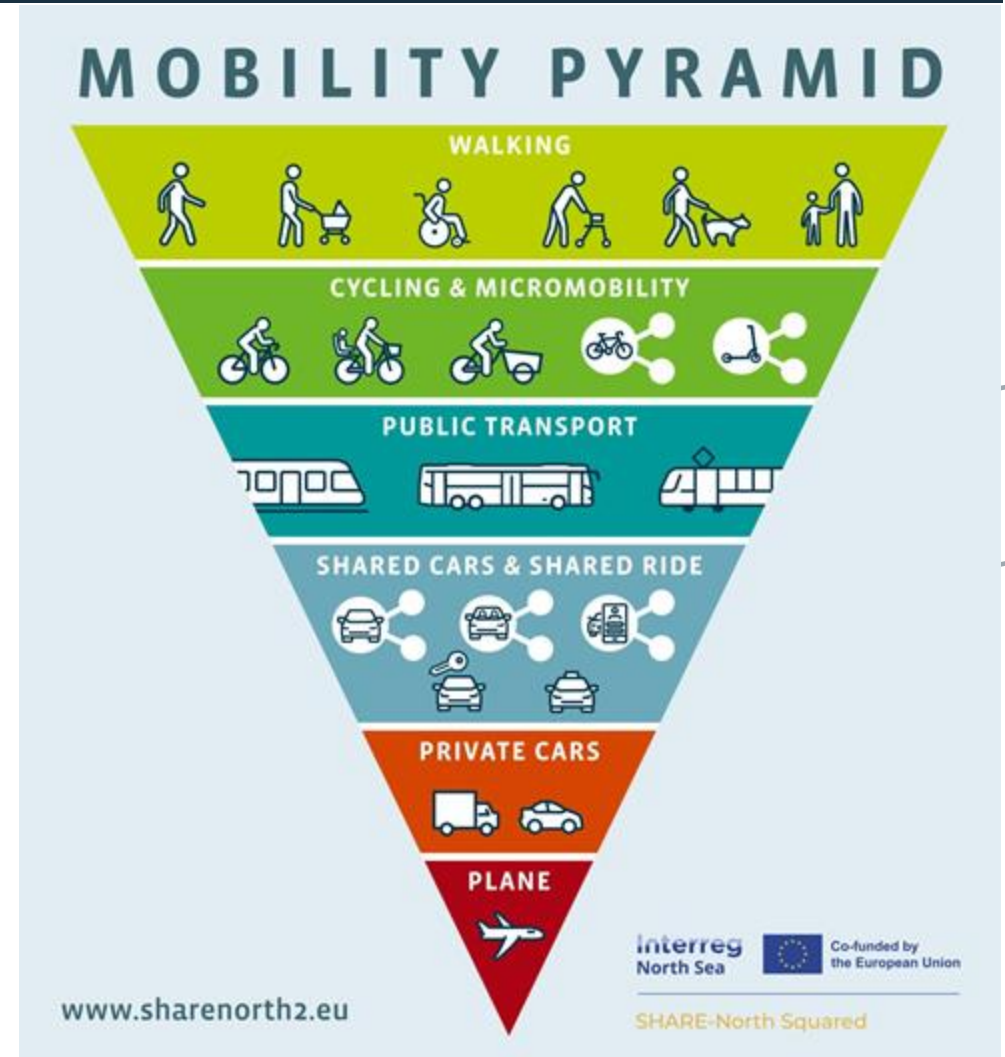 MOBILITY PYRAMID
WALKING
CYCLING & MICROMOBILITY
PUBLIC TRANSPORT
SHARED CARS & SHARED RIDE
PRIVATE CARS
PLANE
www.sharenorth2.eu
Interreg
North Sea
Co-funded by
the European Union
SHARE-North Squared